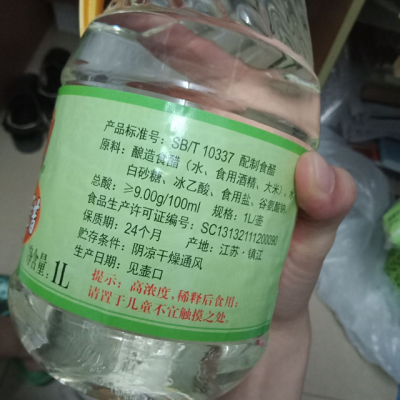 产品标准号：SB/T 10337 配制食醋
原料：酿造食醋（水、食用酒精、大米）、水
白砂糖、冰乙酸、食用盐、谷氨酸钠
总酸：≥9.00g/100ml 规格：1L/壶
食品生产许可证编号：SC13132111200090
保质期：24个月 产地：江苏·镇江
贮存条件：阴凉干燥通风
生产日期：见壶口
含量：1L
提示：高浓度，稀释后食用；
请置于儿童不宜触摸之处。